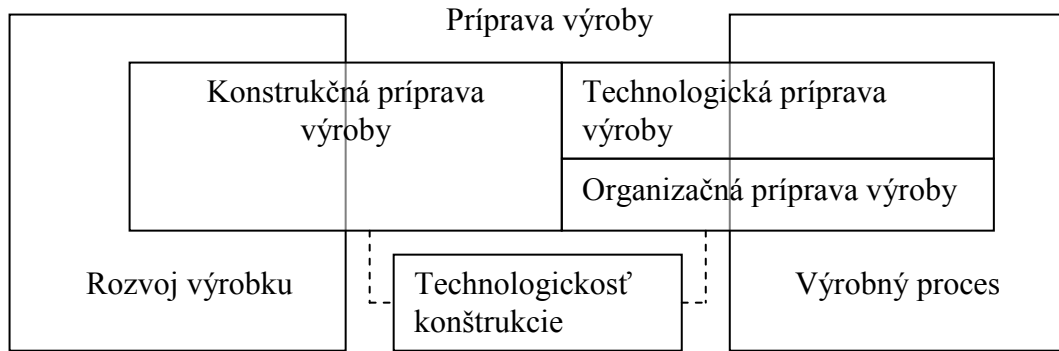 Príprava výroby
Konstrukčná príprava
výroby
Technologická príprava
výroby
Organizačná príprava výroby
Rozvoj výrobku
Technologickosť
konštrukcie
Výrobný proces